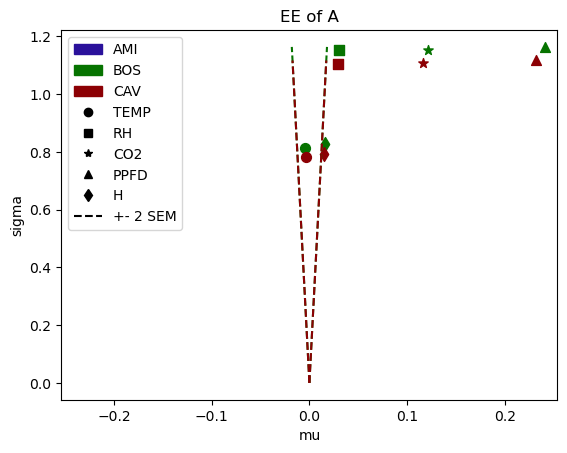 EE of A
AMI
BOS
CAV
TEMP
RH
CO2
PPFD
H
+- 2 SEM
sigma
1.2
1.0
0.8
0.6
0.4
0.2
0.0
−0.2
−0.1
0.0
0.1
0.2
mu